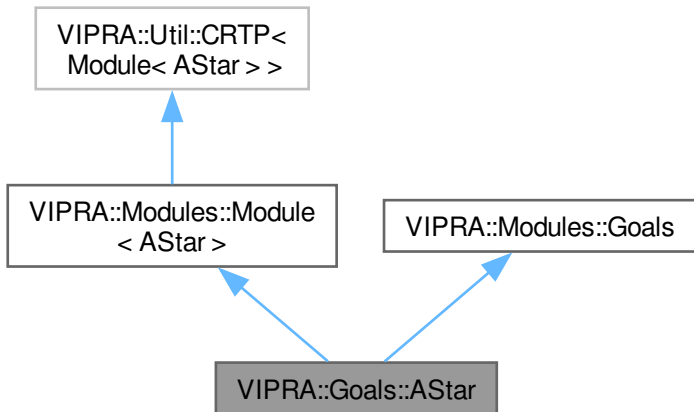 VIPRA::Util::CRTP<
Module< AStar > >
VIPRA::Modules::Module
< AStar >
VIPRA::Modules::Goals
VIPRA::Goals::AStar